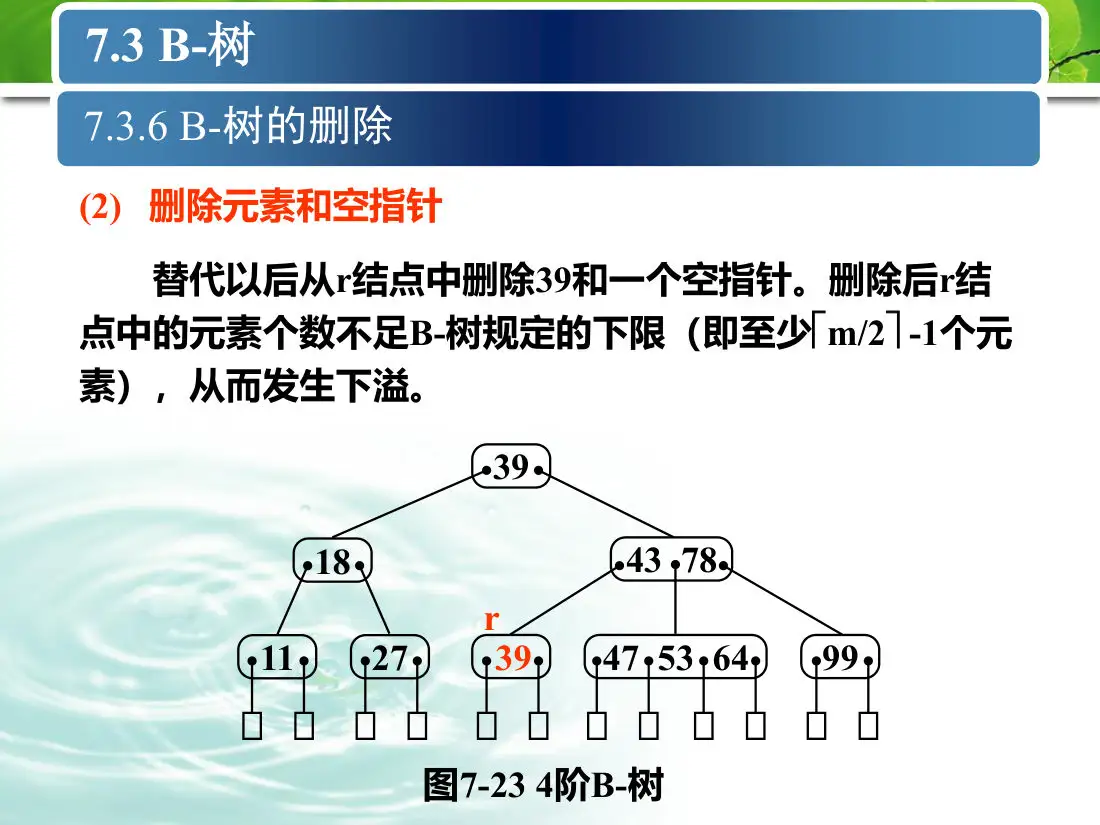 7.3 B-树
7.3.6 B-树的删除
(2) 删除元素和空指针
替代以后从r结点中删除39和一个空指针。删除后r结
点中的元素个数不足B-树规定的下限（即至少⌈m/2⌉ -1个元
素），从而发生下溢。
39
18 43 78
r
11 27 39 47 53 64 99
图7-23 4阶B-树